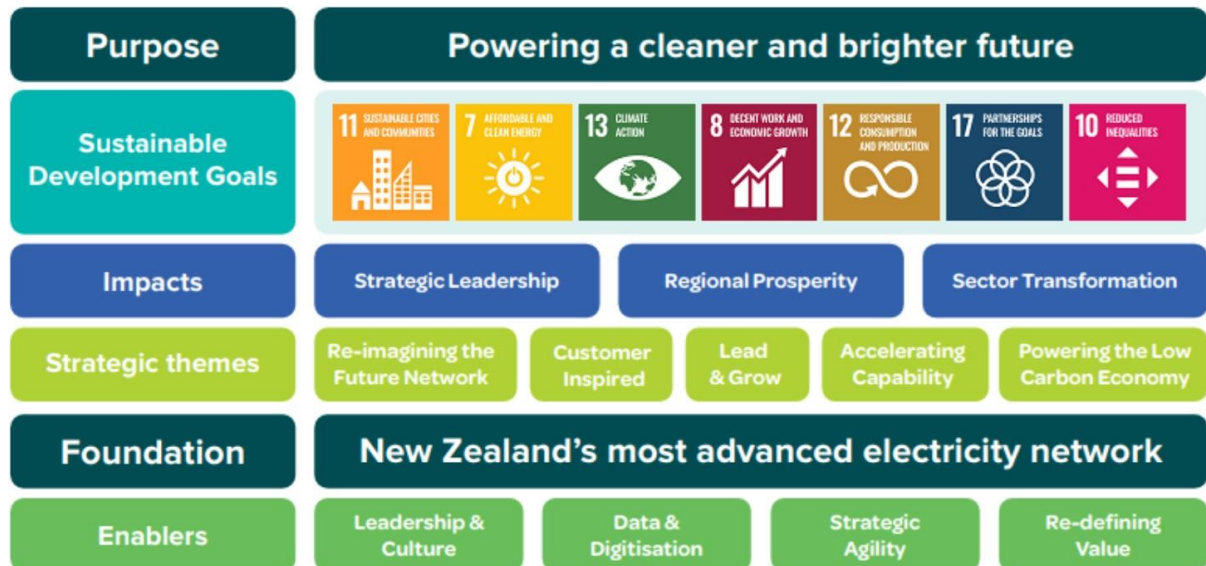 Purpose
Powering a cleaner and brighter future
Sustainable
Development Goals
11 SUSTAINABLE CITIES
AND COMMUNITIES
7 AFFORDABLE AND
CLEAN ENERGY
13 CLIMATE
ACTION
8 DECENT WORK AND
ECONOMIC GROWTH
12 RESPONSIBLE
CONSUMPTION
AND PRODUCTION
17 PARTNERSHIPS
FOR THE GOALS
10 REDUCED
INEQUALITIES
Impacts
Strategic Leadership
Regional Prosperity
Sector Transformation
Strategic themes
Re-imagining the
Future Network
Customer
Inspired
Lead
& Grow
Accelerating
Capability
Powering the Low
Carbon Economy
Foundation
New Zealand's most advanced electricity network
Enablers
Leadership &
Culture
Data &
Digitisation
Strategic
Agility
Re-defining
Value